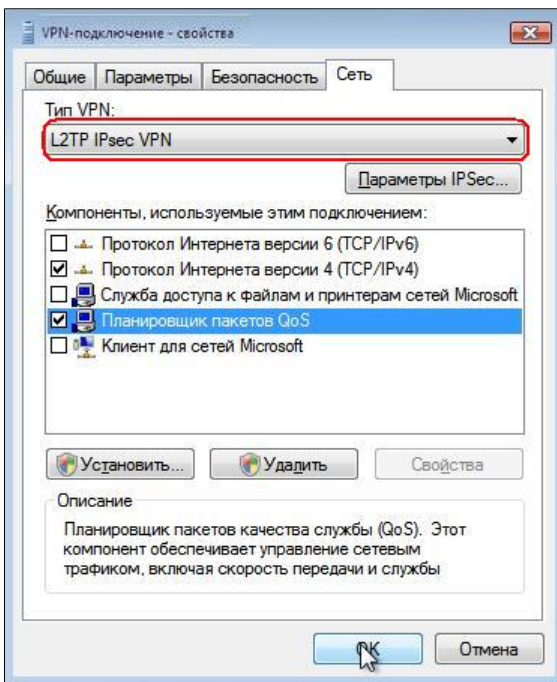 VPN-подключение - свойства
Общие Параметры Безопасность Сеть
Тип VPN:
L2TP IPsec VPN
Параметры IPSec...
Компоненты, используемые этим подключением:
Протокол Интернета версии 6 (TCP/IPv6)
Протокол Интернета версии 4 (TCP/IPv4)
Служба доступа к файлам и принтерам сетей Microsoft
Планировщик пакетов QoS
Клиент для сетей Microsoft
Установить... Удалить Свойства
Описание
Планировщик пакетов качества службы (QoS). Этот
компонент обеспечивает управление сетевым
трафиком, включая скорость передачи и службы
OK Отмена